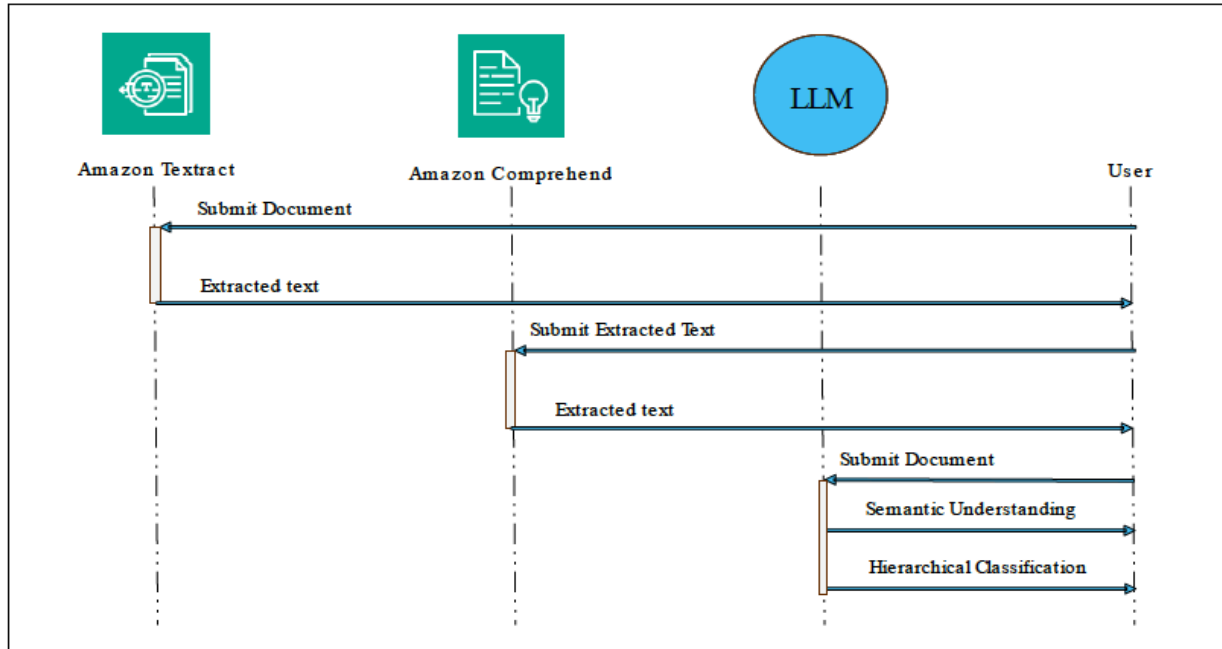 LLM
Amazon Textract
Amazon Comprehend
User
Submit Document
Extracted text
Submit Extracted Text
Extracted text
Submit Document
Semantic Understanding
Hierarchical Classification